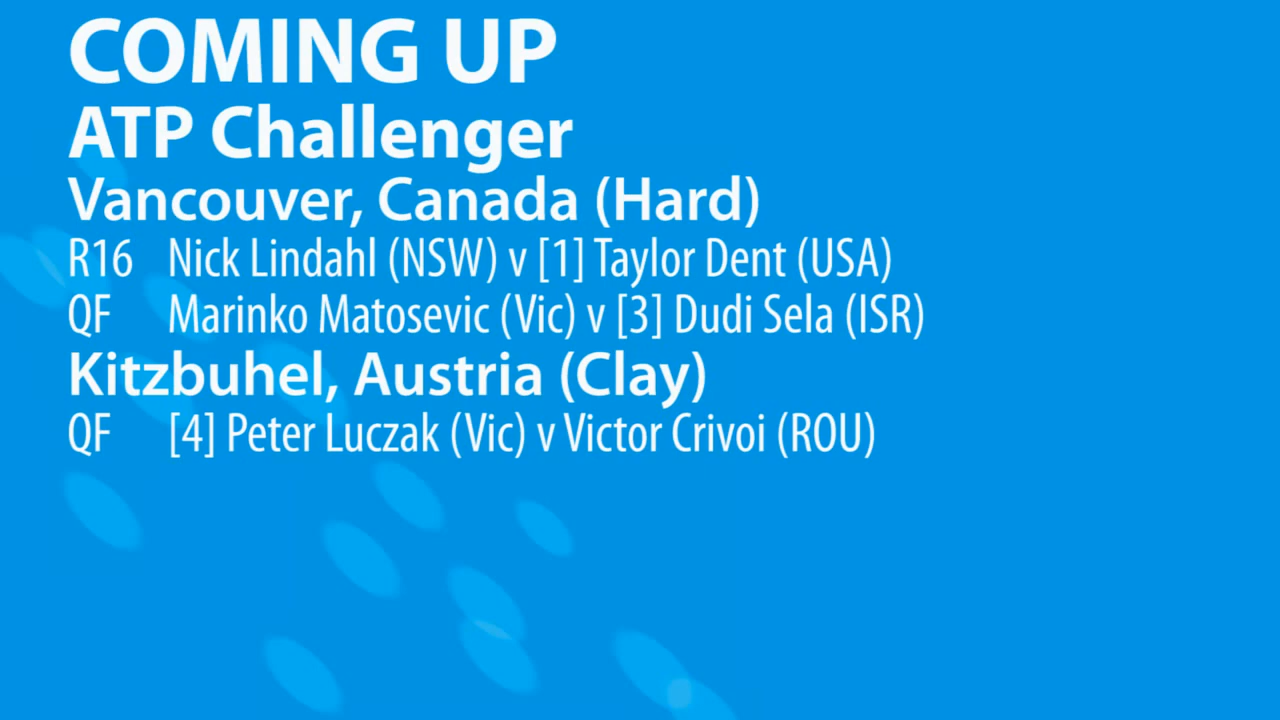 COMING UP
ATP Challenger
Vancouver, Canada (Hard)
R16 Nick Lindahl (NSW) v [1] Taylor Dent (USA)
QF Marinko Matosevic (Vic) v [3] Dudi Sela (ISR)
Kitzbuhel, Austria (Clay)
QF [4] Peter Luczak (Vic) v Victor Crivoi (ROU)